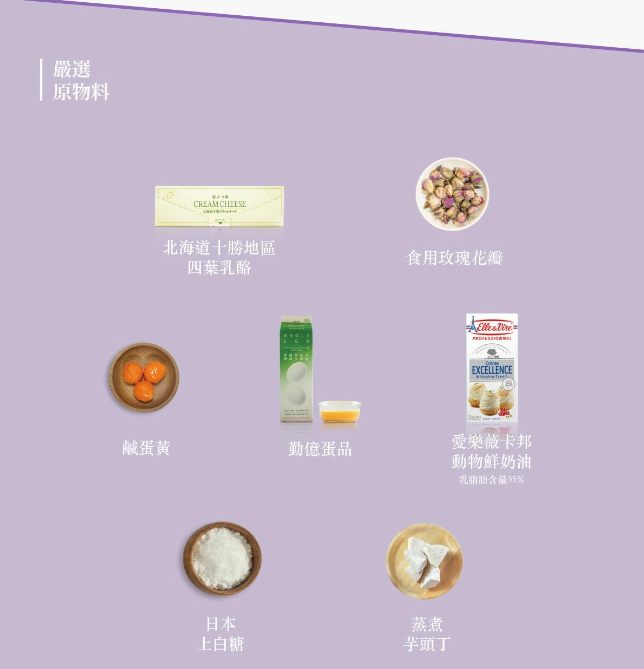 嚴選
原物料
CREAM CHEESE
北海道十勝地區
四葉乳酪
食用玫瑰花瓣
Elle & Vire
PROFESSIONNEL
Crème
EXCELLENCE
Whipping Cream
鹹蛋黃
勤億蛋品
愛樂薇卡邦
動物鮮奶油
乳脂肪含量35%
日本
上白糖
蒸煮
芋頭丁